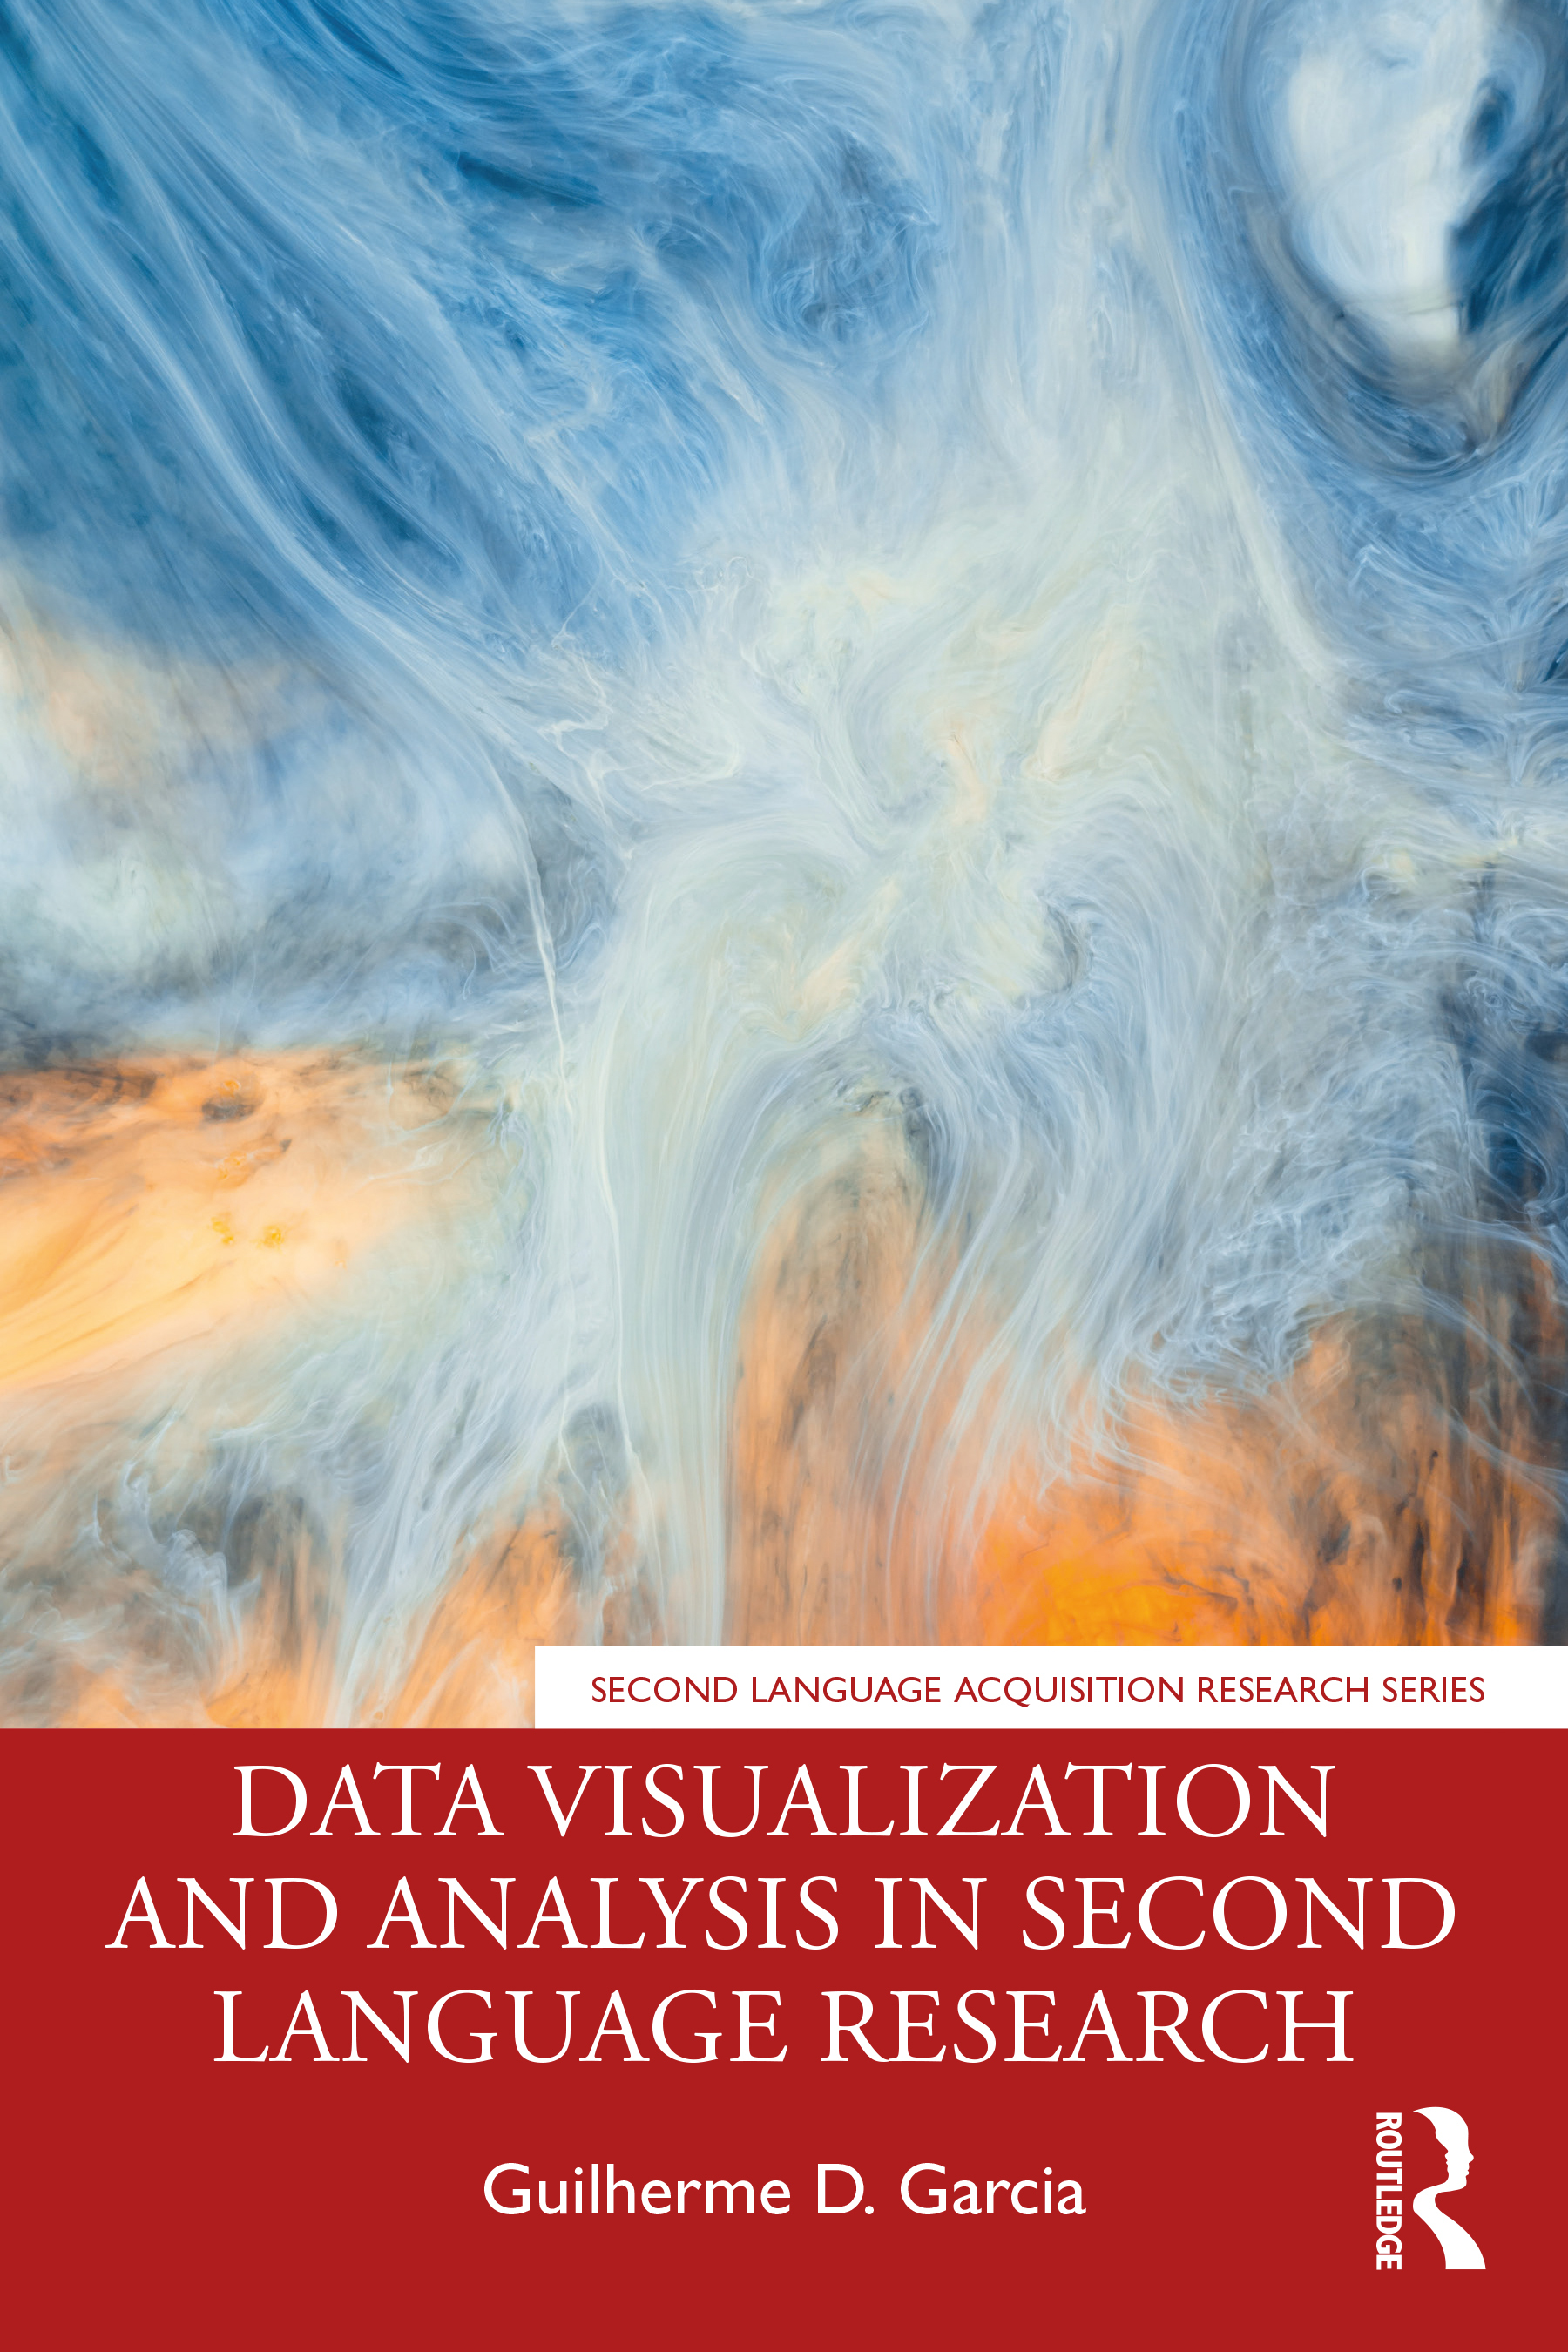 SECOND LANGUAGE ACQUISITION RESEARCH SERIES
DATA VISUALIZATION
AND ANALYSIS IN SECOND
LANGUAGE RESEARCH
Guilherme D. Garcia
ROUTLEDGE